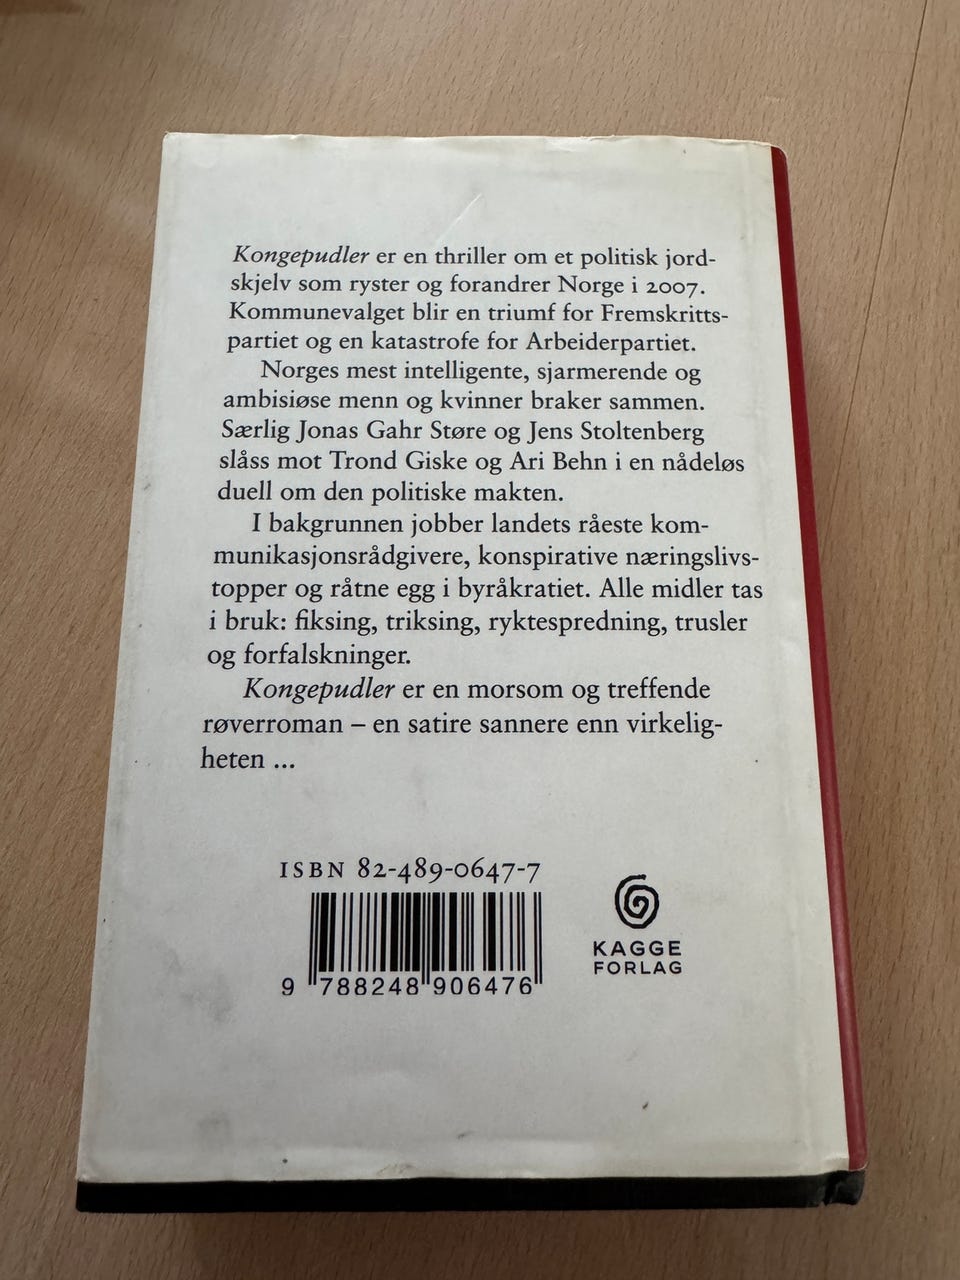 Kongepudler er en thriller om et politisk jord-
skjelv som ryster og forandrer Norge i 2007.
Kommunevalget blir en triumf for Fremskritts-
partiet og en katastrofe for Arbeiderpartiet.
Norges mest intelligente, sjarmerende og
ambisiøse menn og kvinner braker sammen.
Særlig Jonas Gahr Støre og Jens Stoltenberg
slåss mot Trond Giske og Ari Behn i en nådeløs
duell om den politiske makten.
I bakgrunnen jobber landets råeste kom-
munikasjonsrådgivere, konspirative næringslivs-
topper og råtne egg i byråkratiet. Alle midler tas
i bruk: fiksing, triksing, ryktespredning, trusler
og forfalskninger.
Kongepudler er en morsom og treffende
røverroman – en satire sannere enn virkelig-
heten ...
ISBN 82-489-0647-7
9 788248 906476
KAGGE
FORLAG